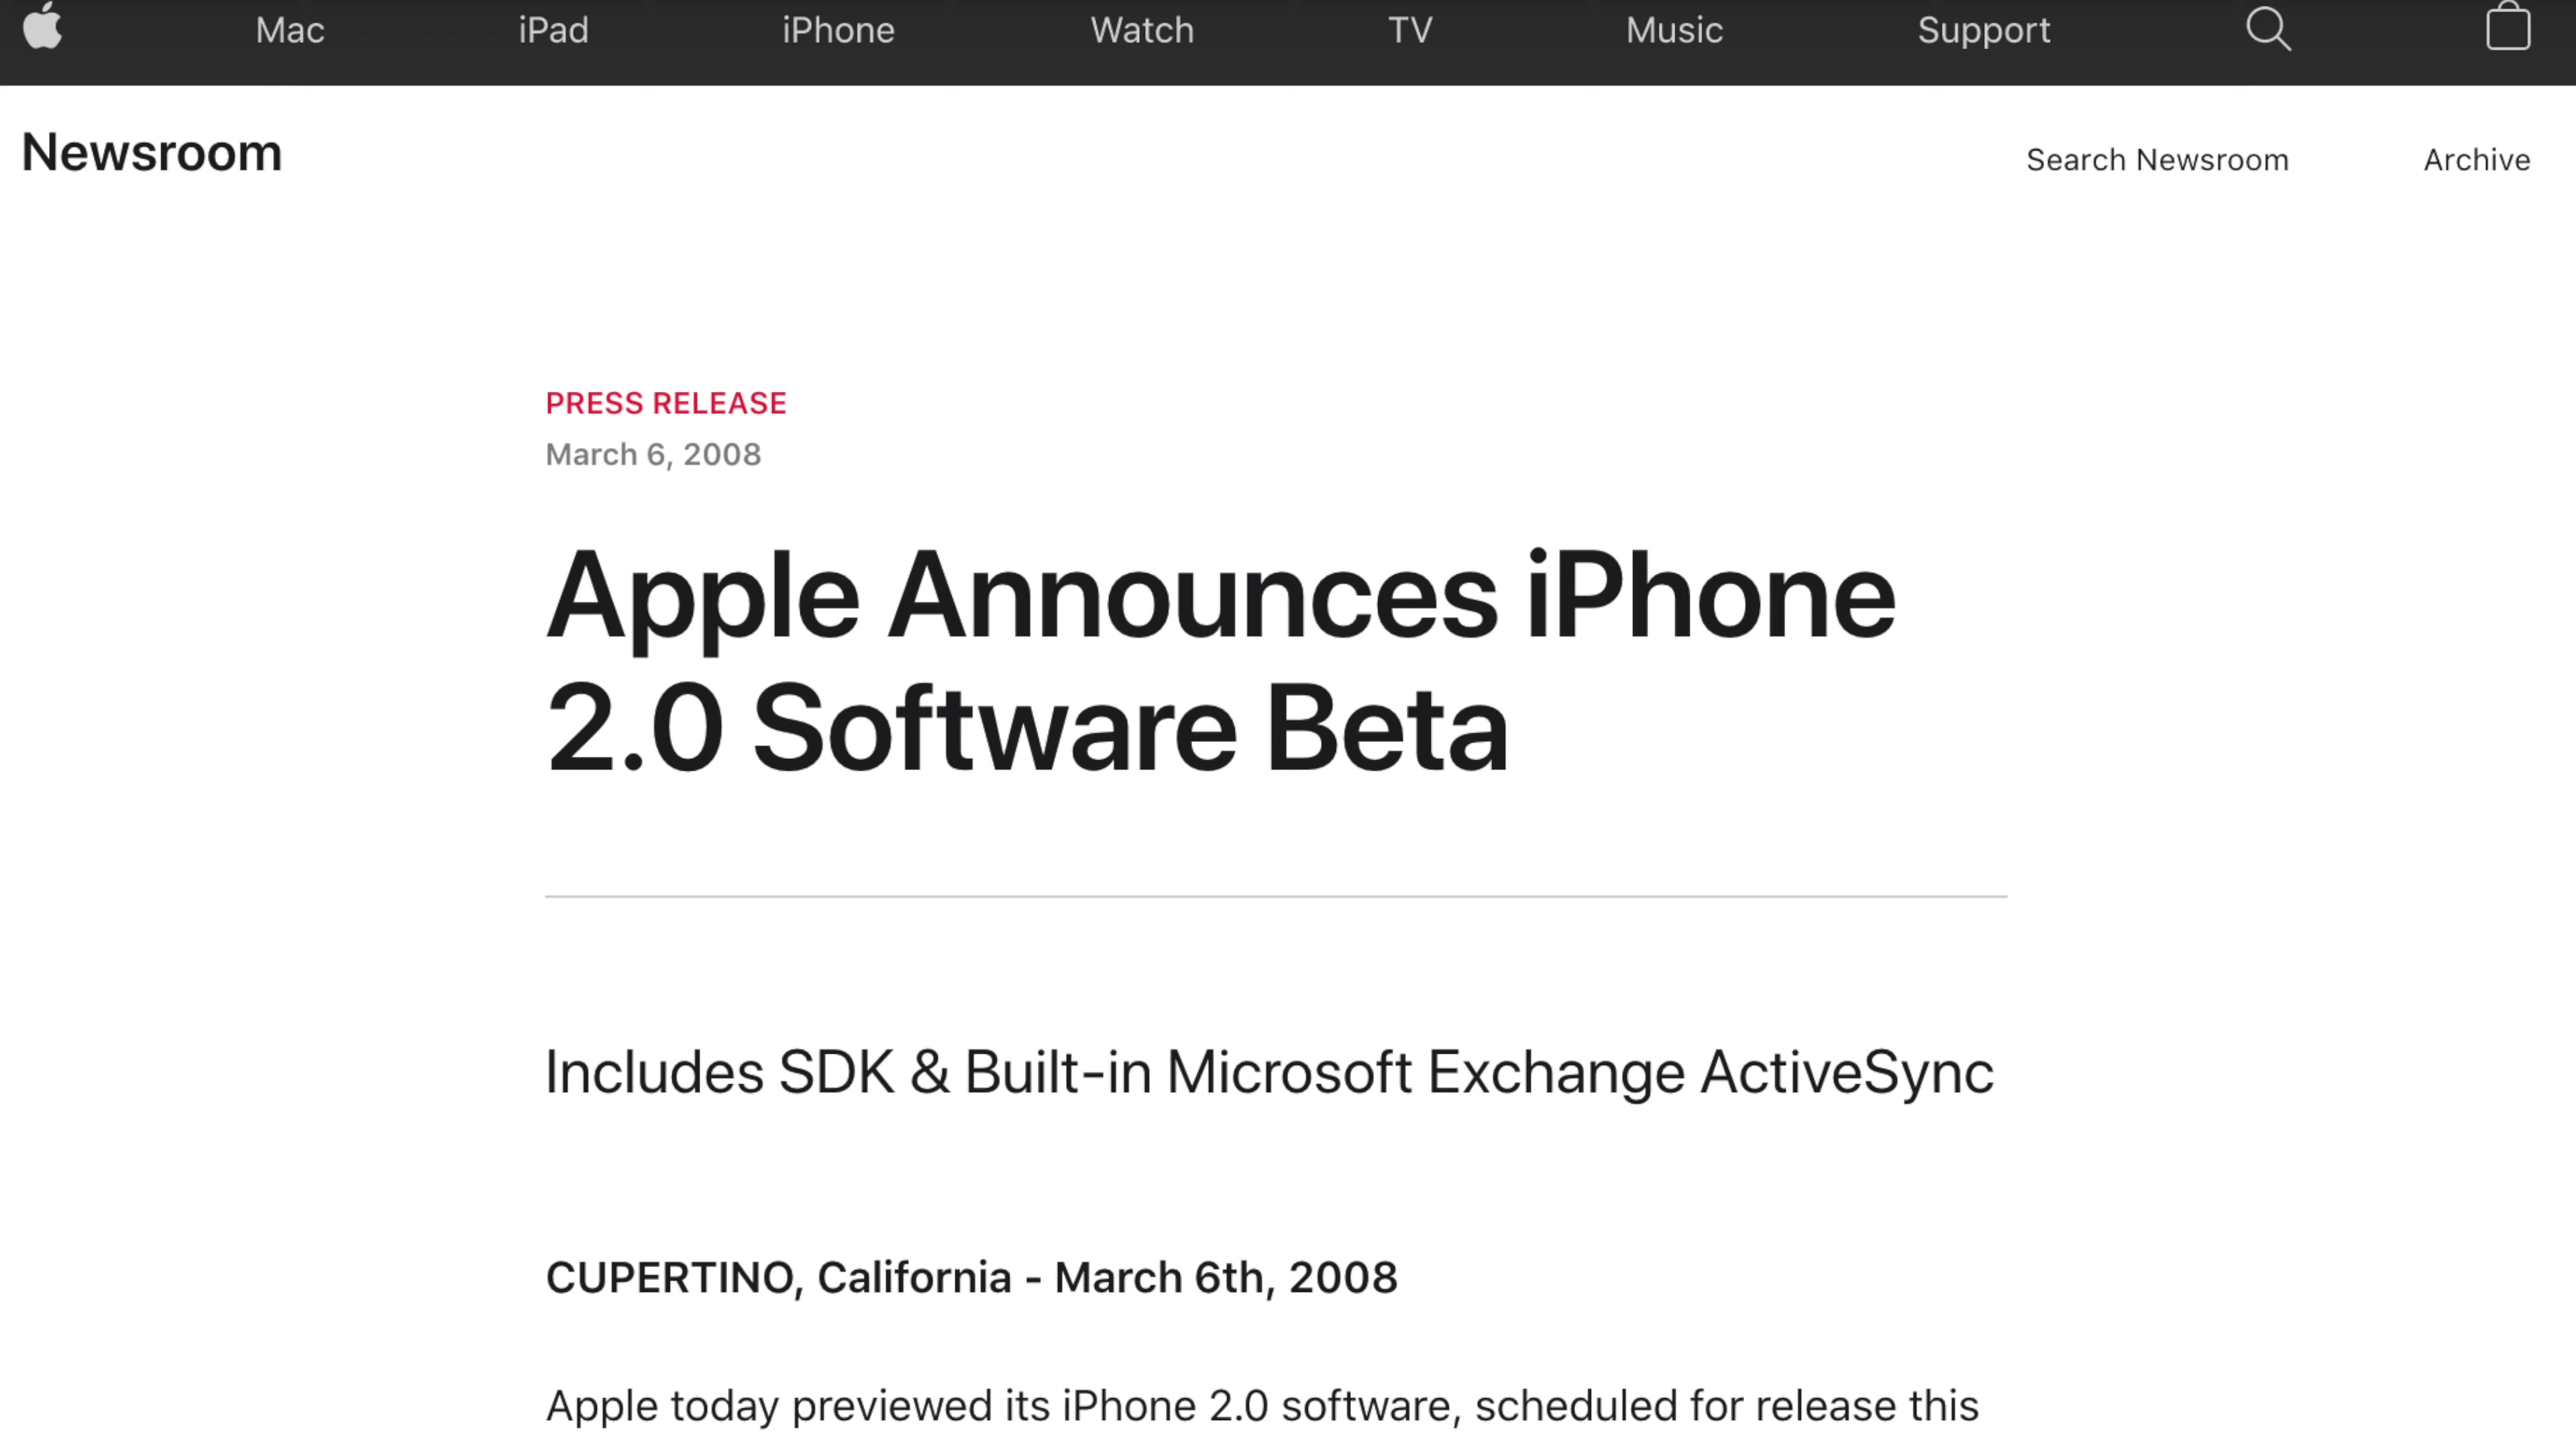 Mac iPad iPhone Watch TV Music Support
Newsroom
Search Newsroom Archive
PRESS RELEASE
March 6, 2008
Apple Announces iPhone
2.0 Software Beta
Includes SDK & Built-in Microsoft Exchange ActiveSync
CUPERTINO, California - March 6th, 2008
Apple today previewed its iPhone 2.0 software, scheduled for release this